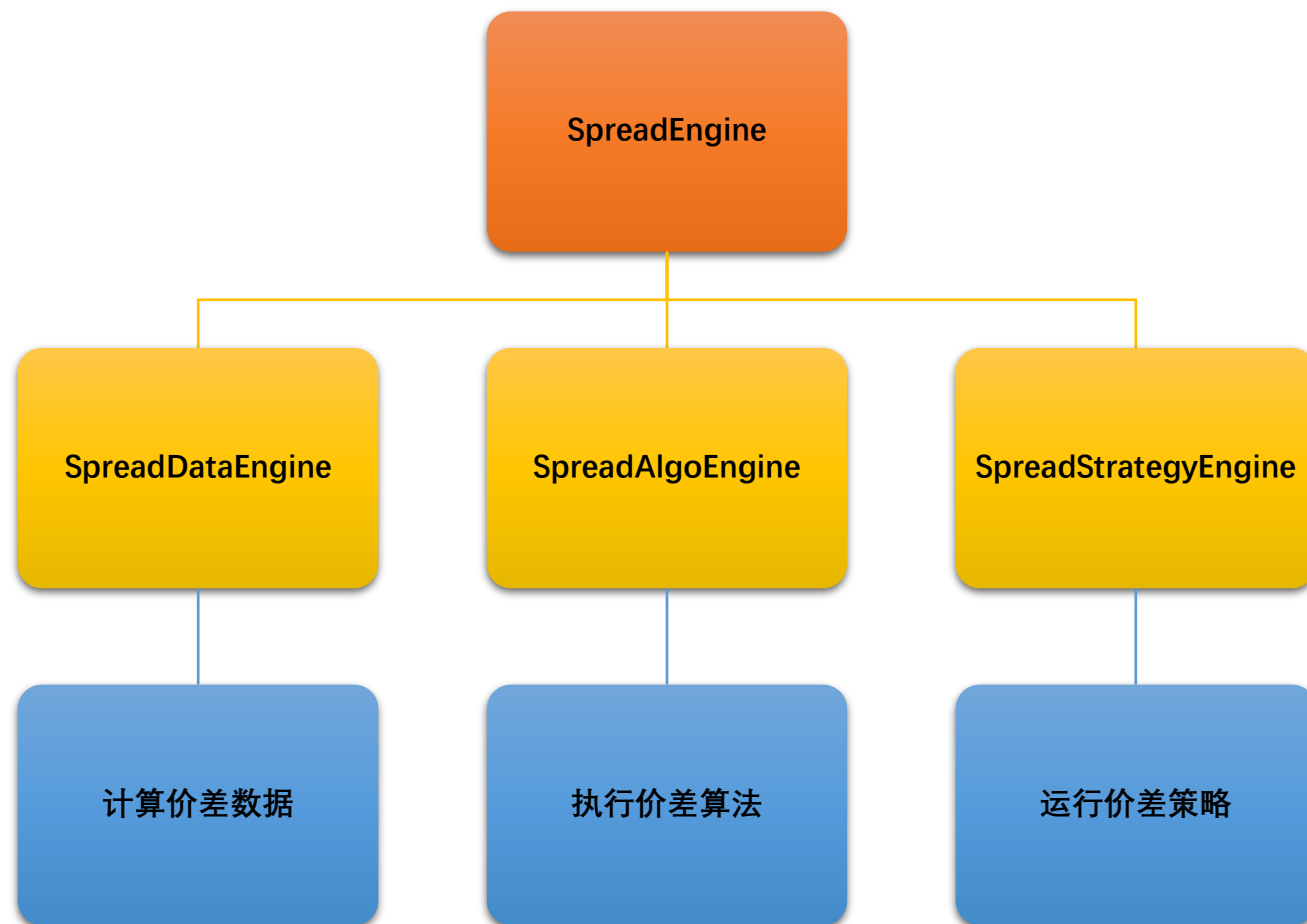 SpreadEngine
SpreadDataEngine
SpreadAlgoEngine
SpreadStrategyEngine
计算价差数据
执行价差算法
运行价差策略